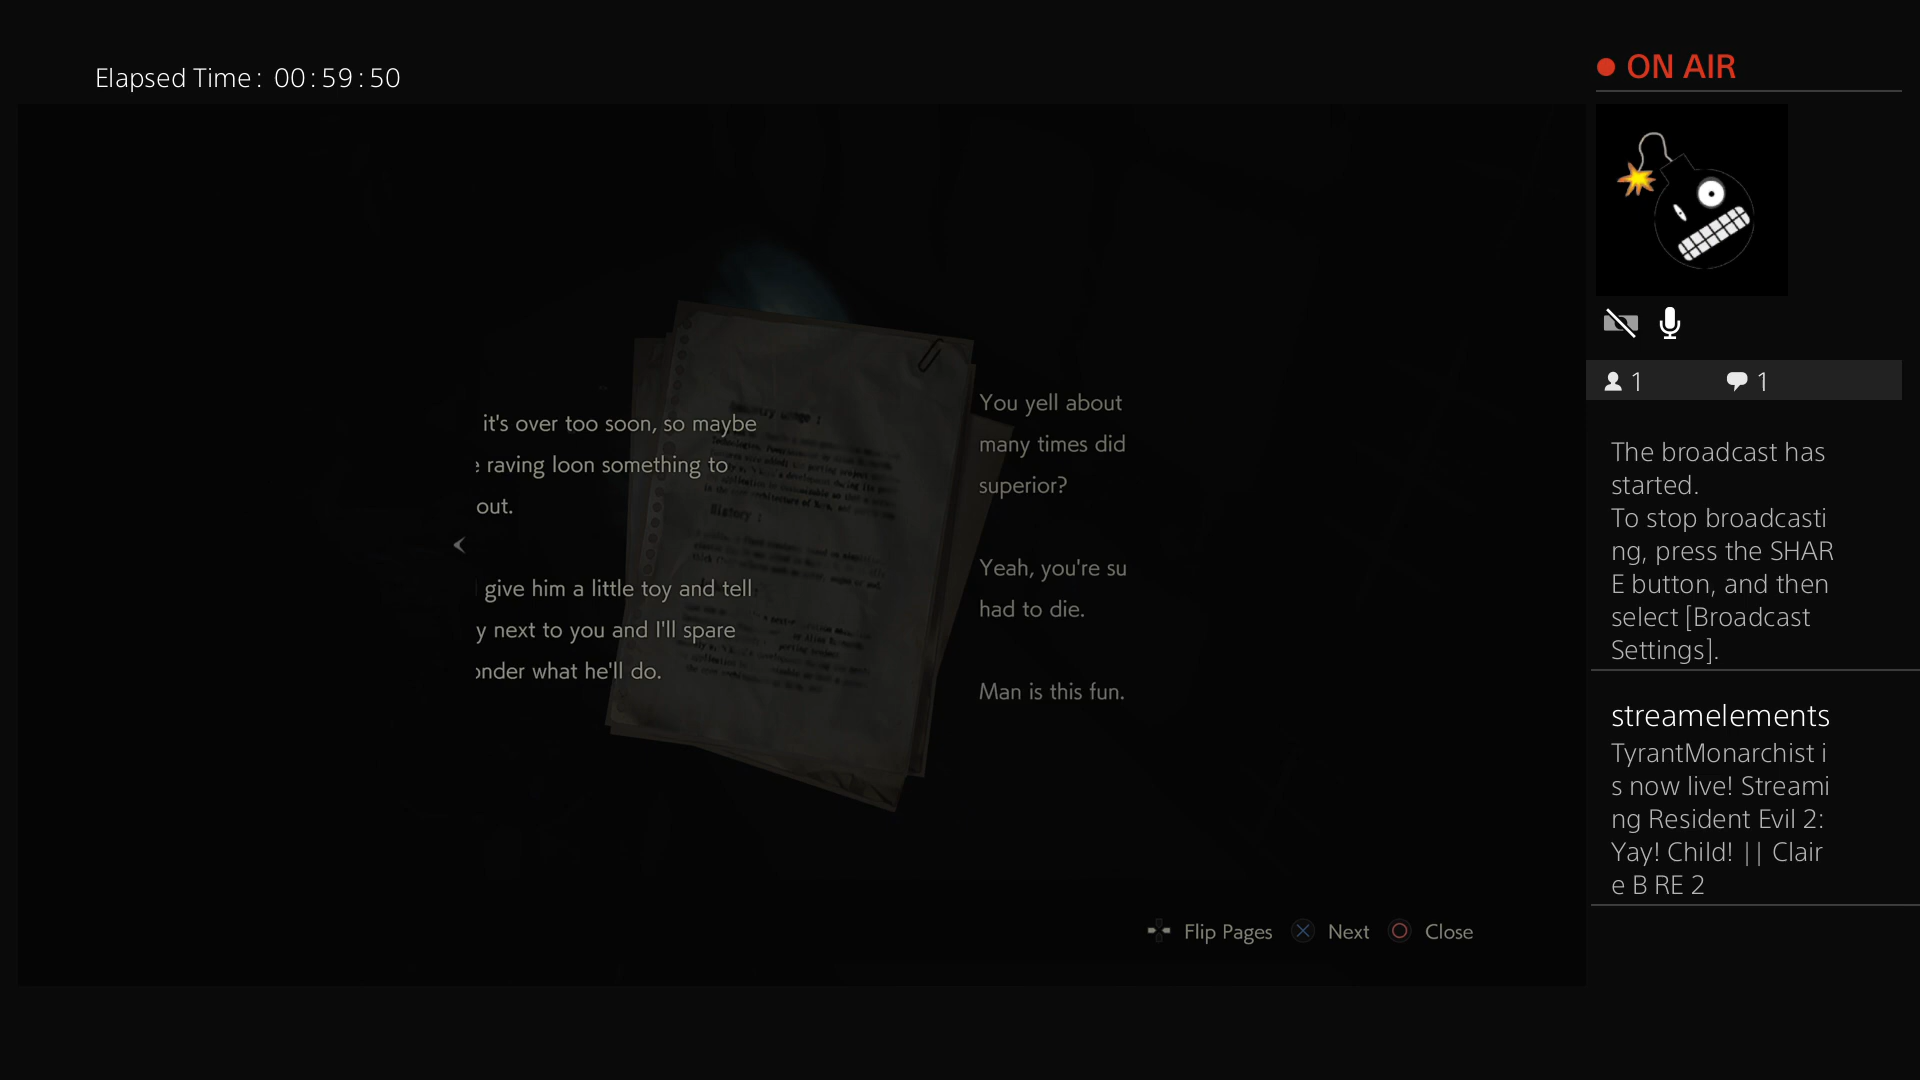 Elapsed Time: 00:59:50
ON AIR
it's over too soon, so maybe
raving loon something to
out.
give him a little toy and tell
y next to you and I'll spare
onder what he'll do.
You yell about
many times did
superior?
Yeah, you're su
had to die.
Man is this fun.
History :
Flip Pages
Next
Close
1
1
The broadcast has
started.
To stop broadcasti
ng, press the SHAR
E button, and then
select [Broadcast
Settings].
streamelements
TyrantMonarchist i
s now live! Streami
ng Resident Evil 2:
Yay! Child! || Clair
e B RE 2